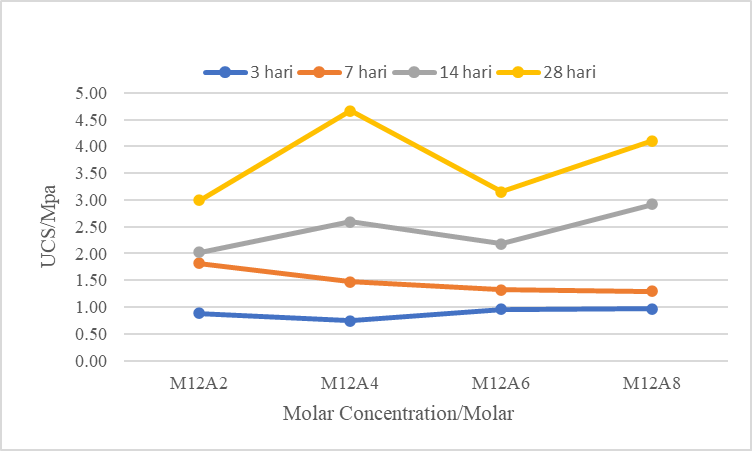 3 hari 7 hari 14 hari 28 hari
5.00
4.50
4.00
3.50
3.00
2.50
2.00
1.50
1.00
0.50
0.00
UCS/Mpa
M12A2 M12A4 M12A6 M12A8
Molar Concentration/Molar